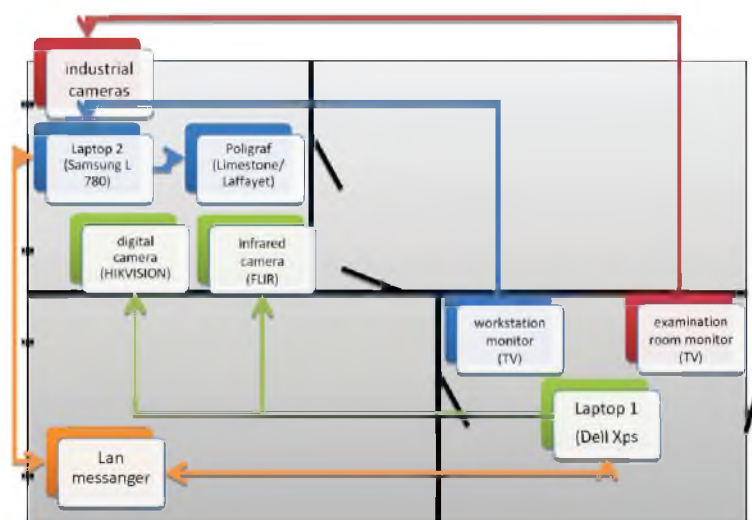 industrial
cameras
Laptop 2
(Samsung L
780)
Poligraf
(Limestone/
Laffayet)
digital
camera
(HIKVISION)
Infrared
camera
(FLIR)
workstation
monitor
(TV)
examination
room monitor
(TV)
Laptop 1
(Dell Xps
Lan
messanger